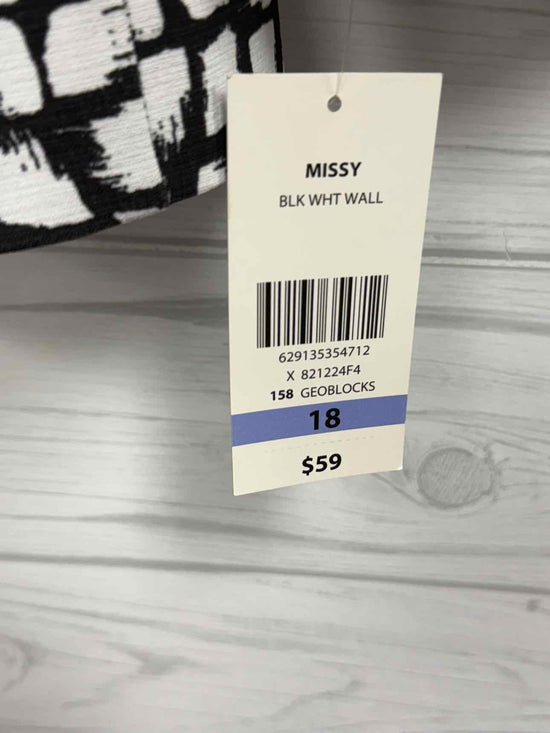 MISSY
BLK WHT WALL
629135354712
X 821224F4
158 GEOBLOCKS
18
$59